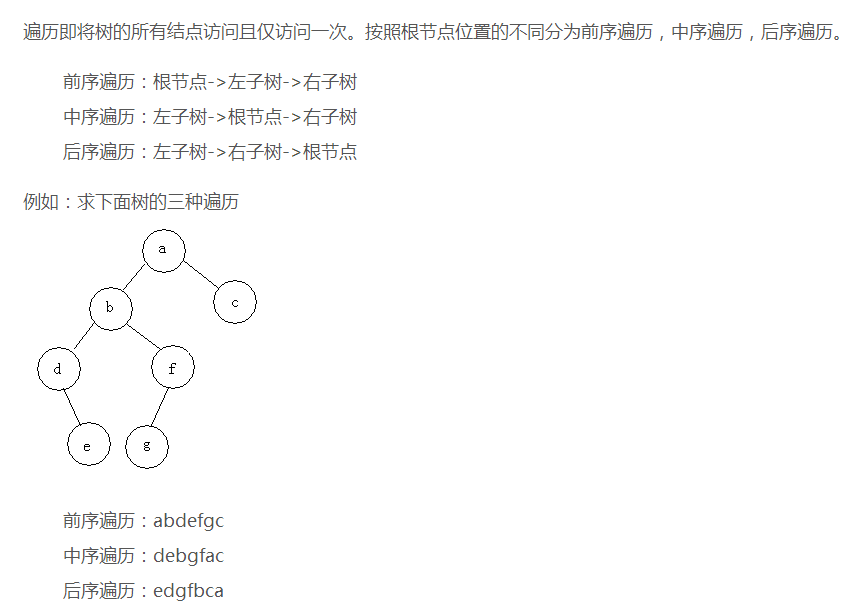 遍历即将树的所有结点访问且仅访问一次。按照根节点位置的不同分为前序遍历，中序遍历，后序遍历。
前序遍历：根节点->左子树->右子树
中序遍历：左子树->根节点->右子树
后序遍历：左子树->右子树->根节点
例如：求下面树的三种遍历
a
b
c
d
f
e
g
前序遍历：abdefgc
中序遍历：debgfac
后序遍历：edgfbca